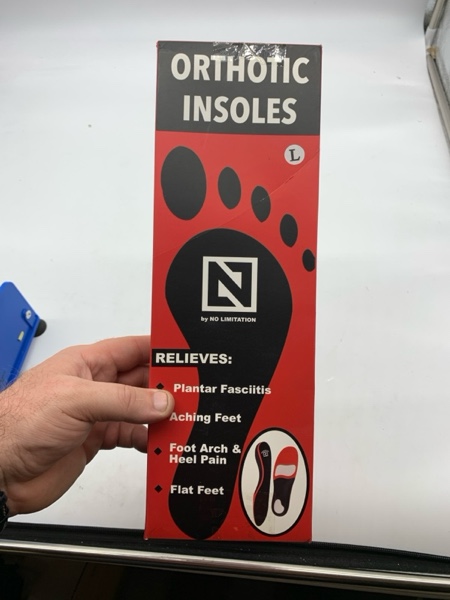 ORTHOTIC
INSOLES
L
N
by NO LIMITATION
RELIEVES:
Plantar Fasciitis
Aching Feet
Foot Arch &
Heel Pain
Flat Feet